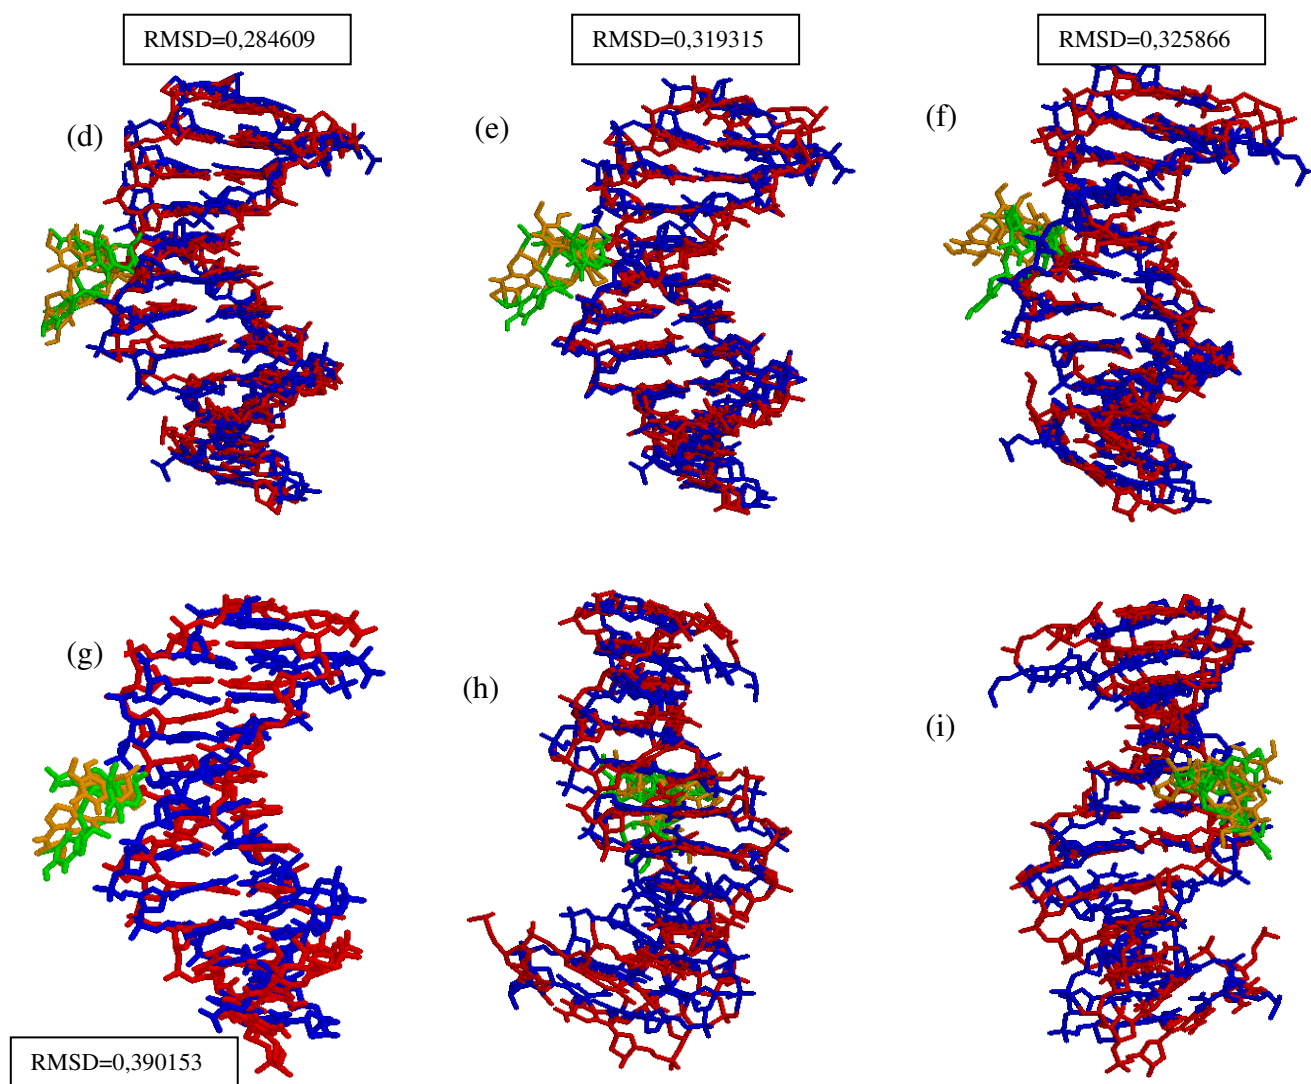 RMSD=0,284609
RMSD=0,319315
RMSD=0,325866
(d)
(e)
(f)
(g)
(h)
(i)
RMSD=0,390153